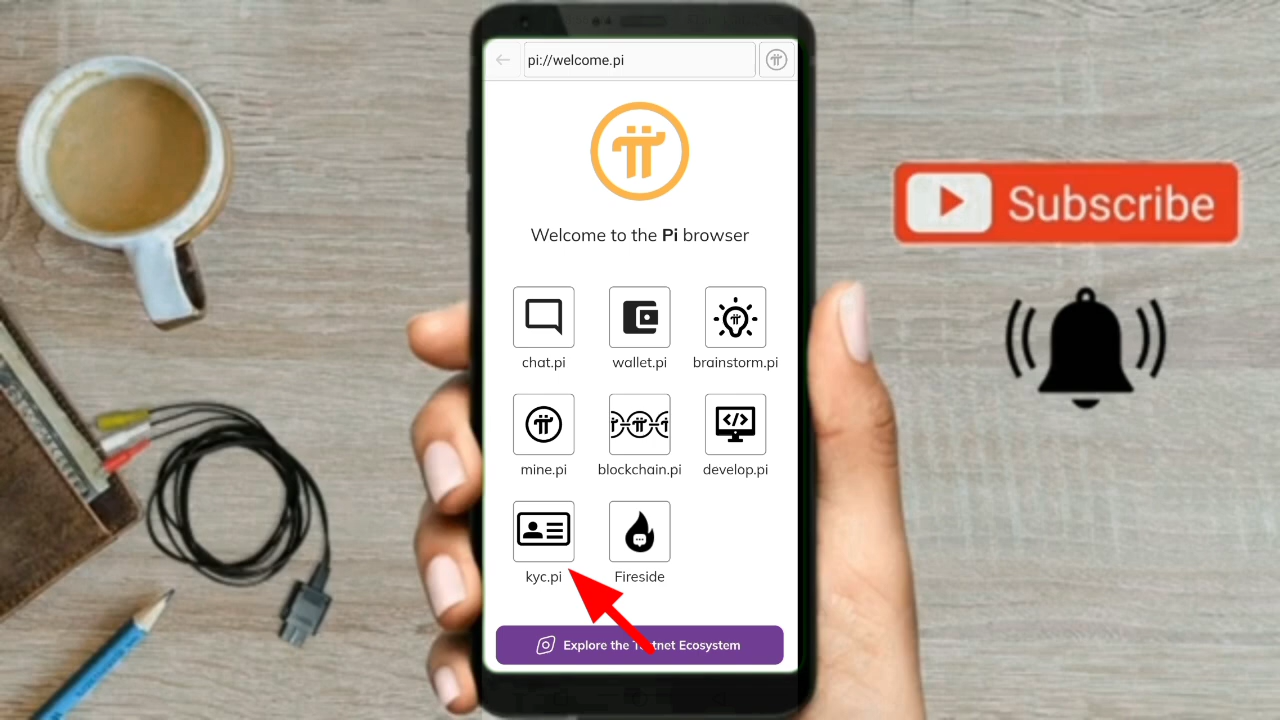 pi://welcome.pi
Welcome to the Pi browser
chat.pi
wallet.pi
brainstorm.pi
mine.pi
blockchain.pi
develop.pi
kyc.pi
Fireside
Explore the Testnet Ecosystem
Subscribe